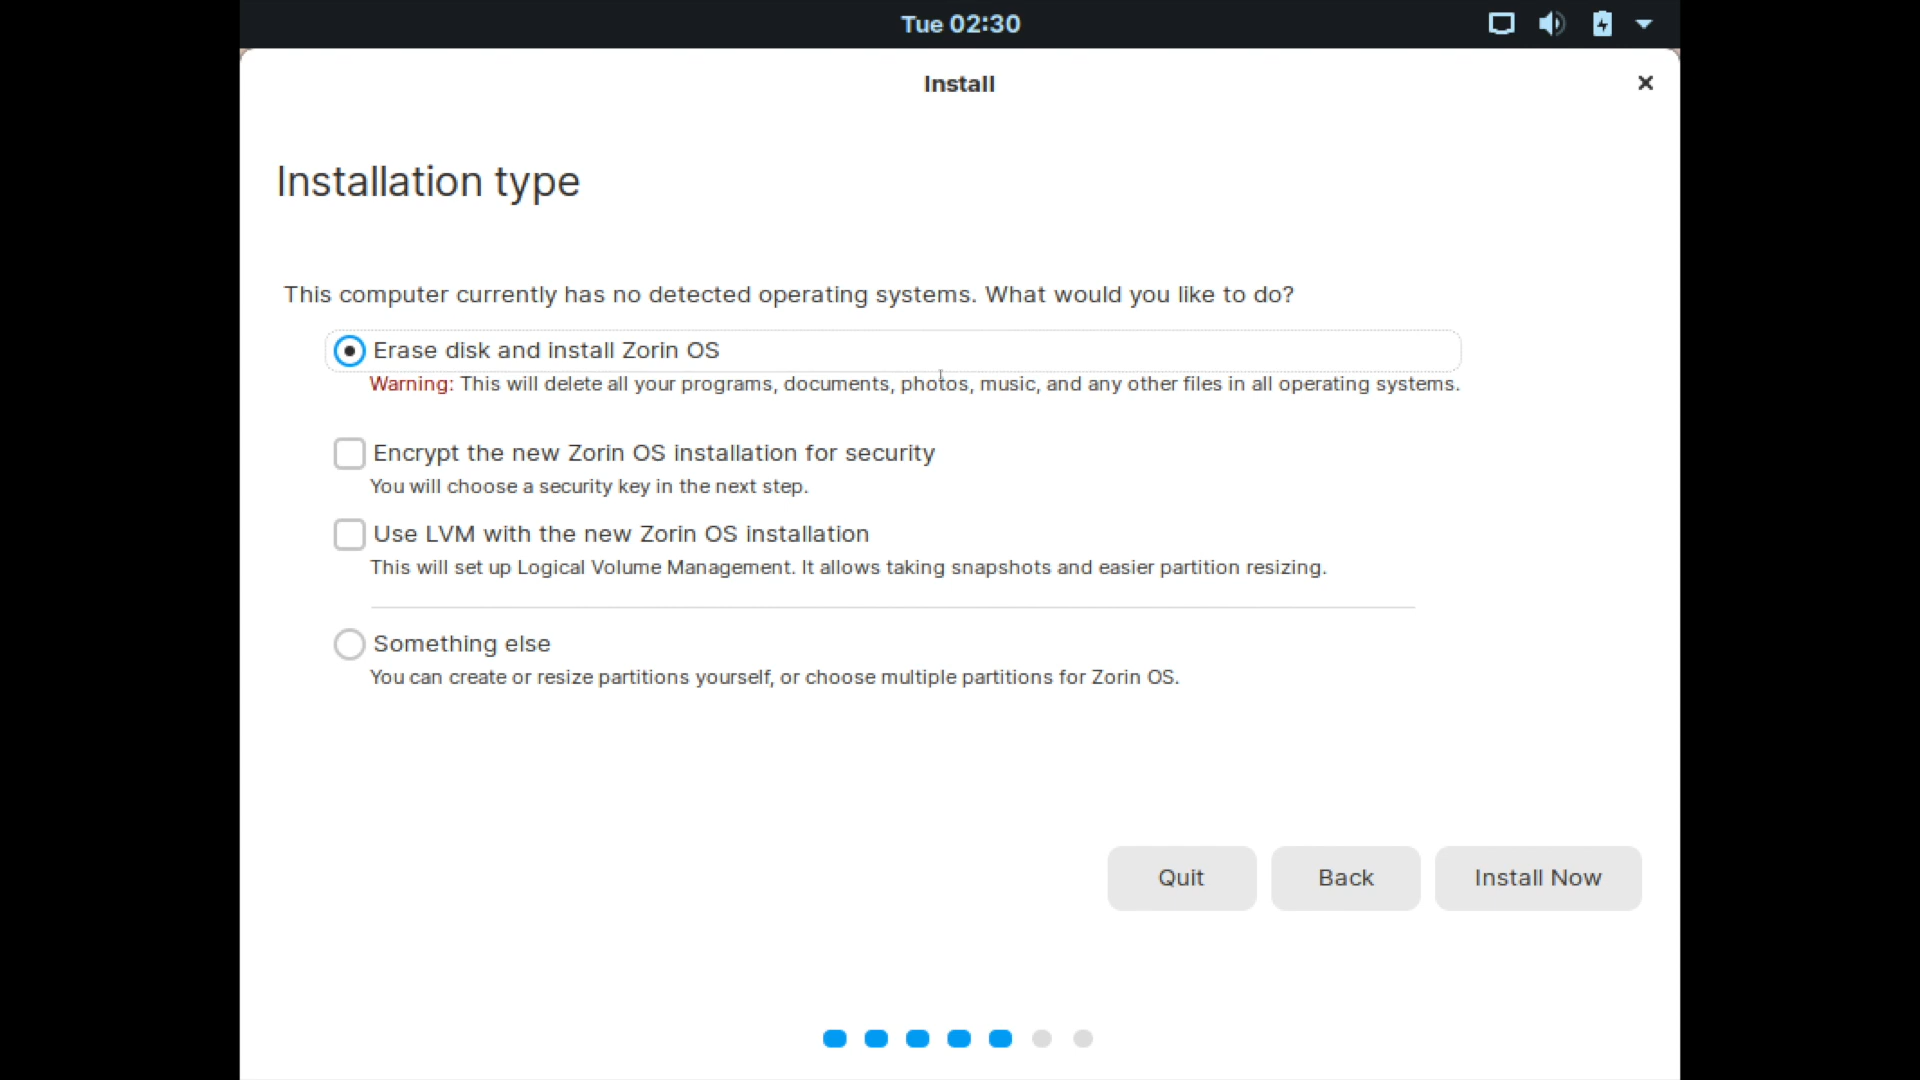 Tue 02:30
Install
Installation type
This computer currently has no detected operating systems. What would you like to do?
Erase disk and install Zorin OS
Warning: This will delete all your programs, documents, photos, music, and any other files in all operating systems.
Encrypt the new Zorin OS installation for security
You will choose a security key in the next step.
Use LVM with the new Zorin OS installation
This will set up Logical Volume Management. It allows taking snapshots and easier partition resizing.
Something else
You can create or resize partitions yourself, or choose multiple partitions for Zorin OS.
Quit Back Install Now